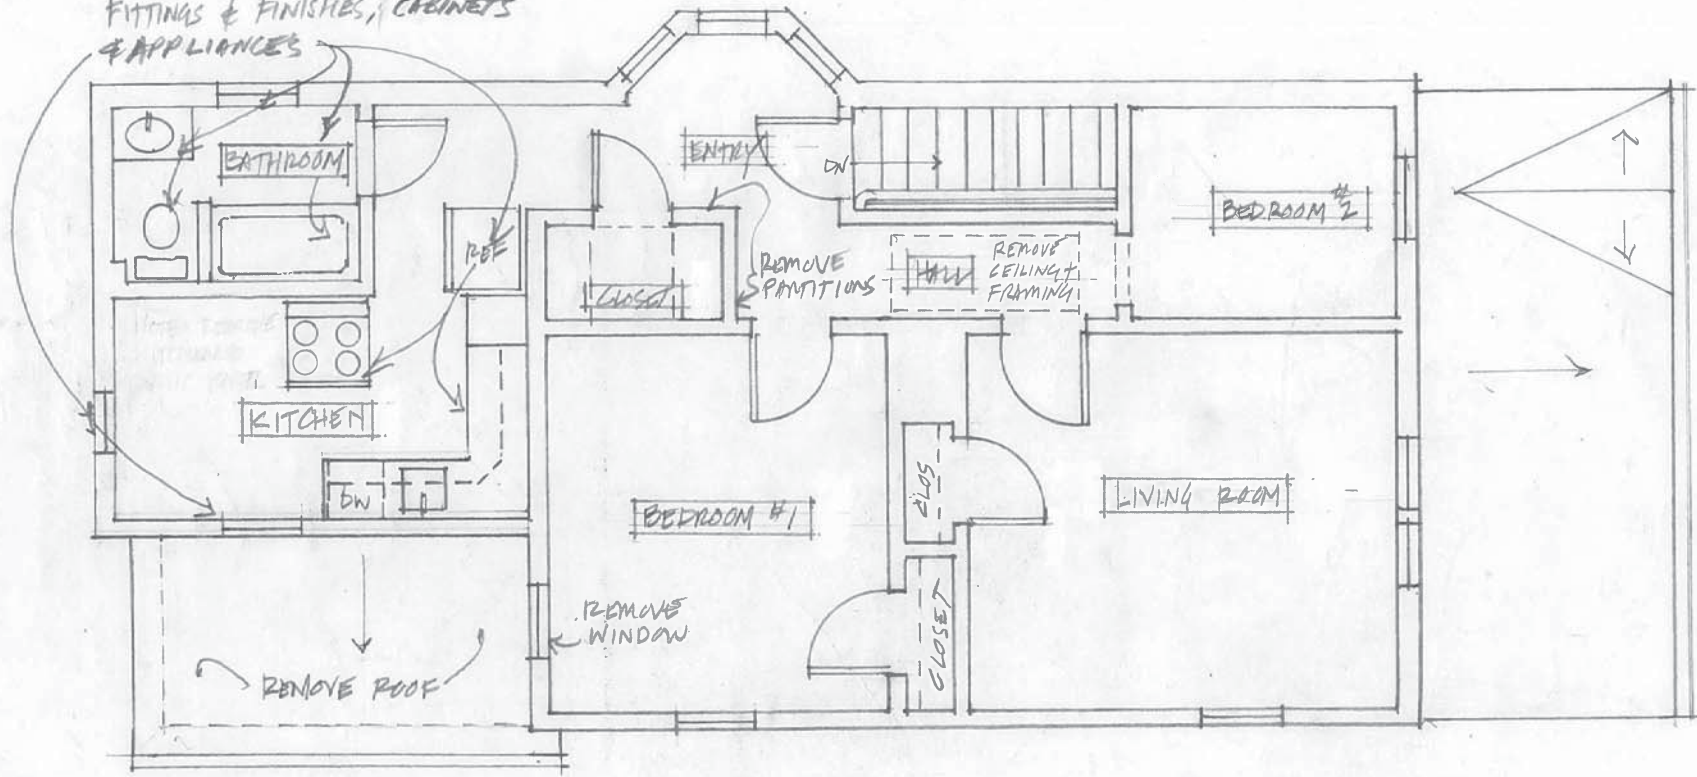 FITTINGS & FINISHES, CABINETS
& APPLIANCES
BATHROOM
ENTRY
DN
BEDROOM #2
REF
CLOSET
REMOVE
PARTITIONS
HALL
REMOVE
CEILING +
FRAMING
KITCHEN
DW
BEDROOM #1
CLOS
LIVING ROOM
CLOSET
REMOVE
WINDOW
REMOVE ROOF